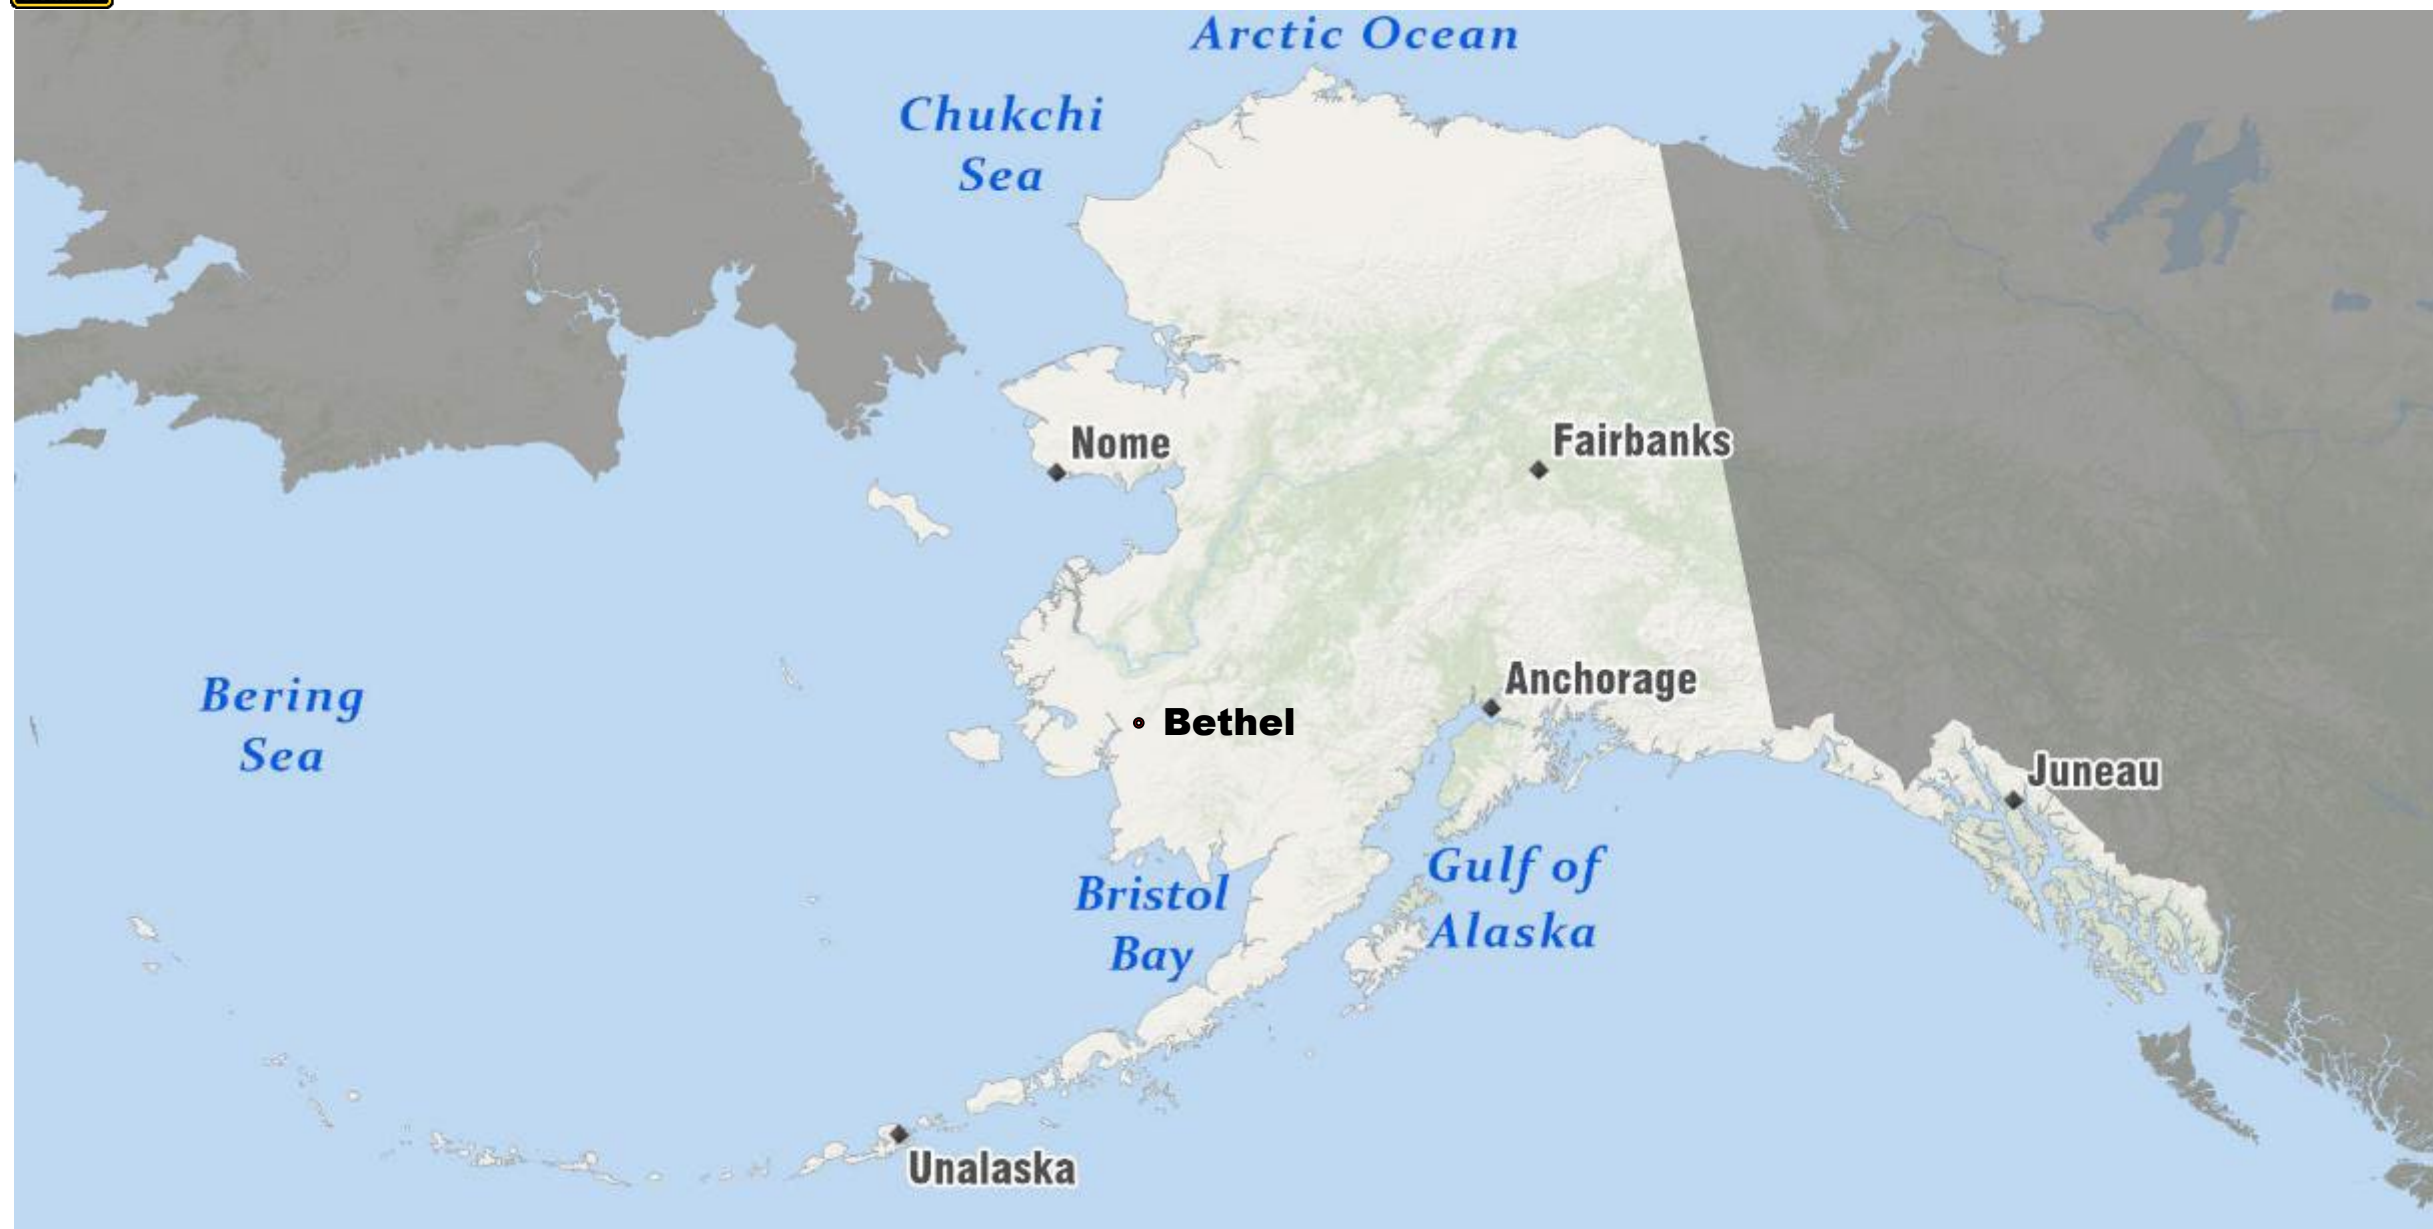 Arctic Ocean
Chukchi
Sea
Nome
Fairbanks
Bering
Sea
Anchorage
Bethel
Juneau
Bristol
Bay
Gulf of
Alaska
Unalaska